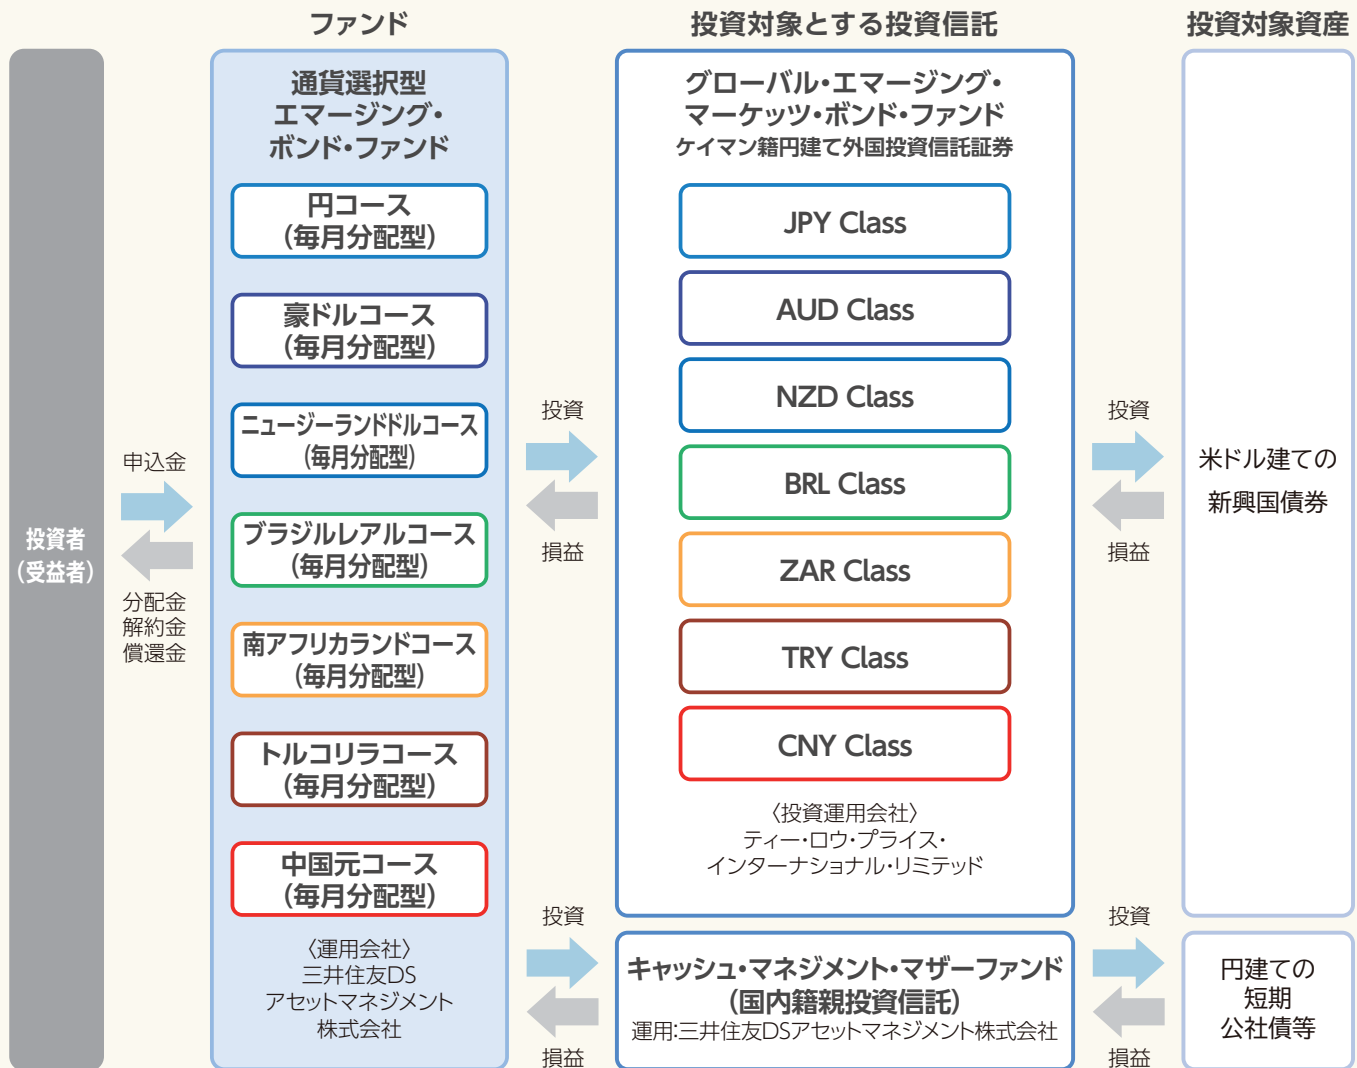 ファンド
投資対象とする投資信託
投資対象資産
投資者
（受益者）
申込金
分配金
解約金
償還金
通貨選択型
エマージング・
ボンド・ファンド
円コース
（毎月分配型）
豪ドルコース
（毎月分配型）
ニュージーランドドルコース
（毎月分配型）
ブラジルレアルコース
（毎月分配型）
南アフリカランドコース
（毎月分配型）
トルコリラコース
（毎月分配型）
中国元コース
（毎月分配型）
〈運用会社〉
三井住友DS
アセットマネジメント
株式会社
投資
損益
投資
損益
グローバル・エマージング・
マーケッツ・ボンド・ファンド
ケイマン籍円建て外国投資信託証券
JPY Class
AUD Class
NZD Class
BRL Class
ZAR Class
TRY Class
CNY Class
〈投資運用会社〉
ティー・ロウ・プライス・
インターナショナル・リミテッド
キャッシュ・マネジメント・マザーファンド
（国内籍親投資信託）
運用:三井住友DSアセットマネジメント株式会社
投資
損益
投資
損益
米ドル建ての
新興国債券
円建ての
短期
公社債等